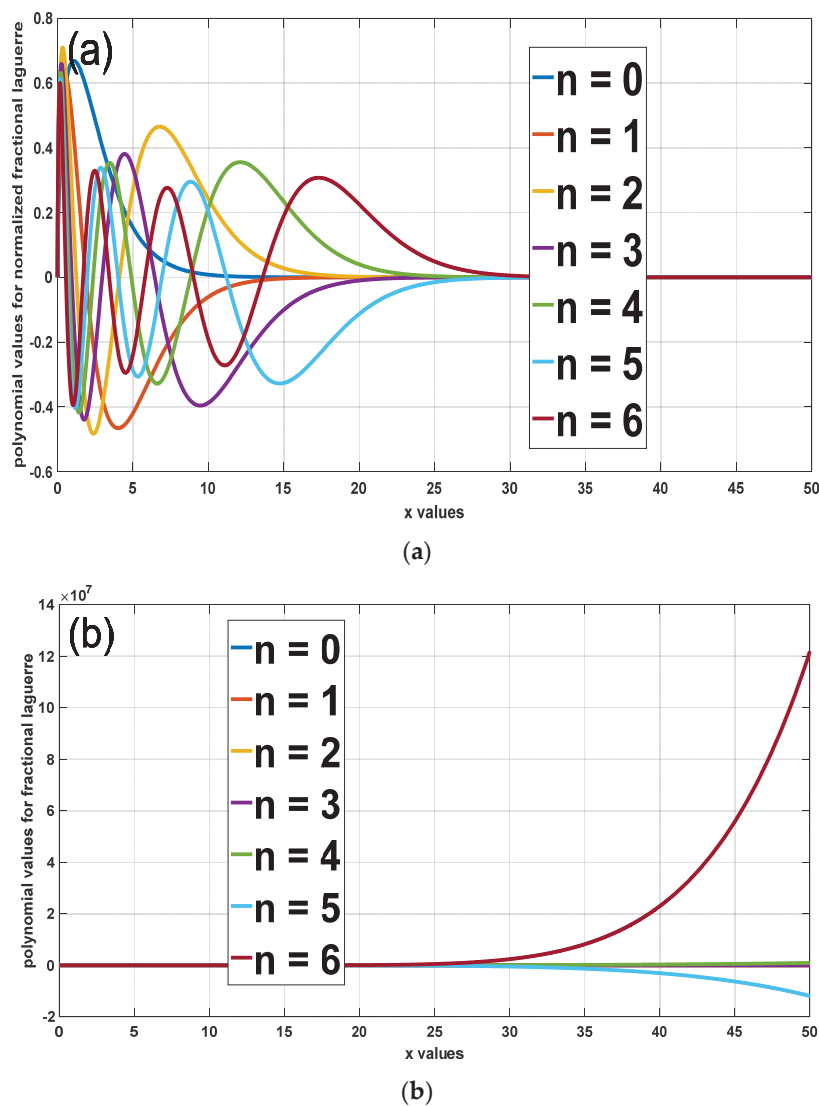 (a)
polynomial values for normalized fractional laguerre
0.8
0.6
0.4
0.2
0
-0.2
-0.4
-0.6
n = 0
n = 1
n = 2
n = 3
n = 4
n = 5
n = 6
0 5 10 15 20 25 30 35 40 45 50
x values
(a)
×10^7
(b)
polynomial values for fractional laguerre
14
12
10
8
6
4
2
0
-2
n = 0
n = 1
n = 2
n = 3
n = 4
n = 5
n = 6
0 5 10 15 20 25 30 35 40 45 50
x values
(b)